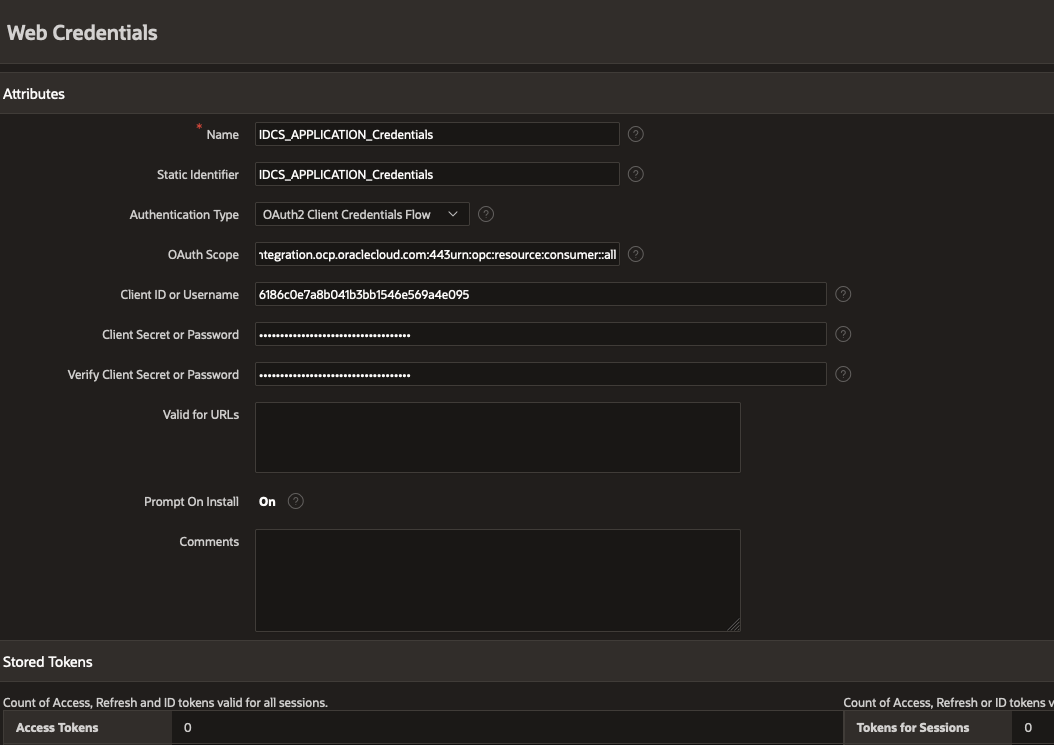 Web Credentials
Attributes
* Name IDCS_APPLICATION_Credentials ?
Static Identifier IDCS_APPLICATION_Credentials ?
Authentication Type OAuth2 Client Credentials Flow ?
OAuth Scope ntegration.ocp.oraclecloud.com:443urn:opc:resource:consumer::all ?
Client ID or Username 6186c0e7a8b041b3bb1546e569a4e095 ?
Client Secret or Password •••••••••••••••••••••••••••••••••••• ?
Verify Client Secret or Password •••••••••••••••••••••••••••••••••••• ?
Valid for URLs
Prompt On Install On ?
Comments
Stored Tokens
Count of Access, Refresh and ID tokens valid for all sessions. Count of Access, Refresh or ID tokens v
Access Tokens 0 Tokens for Sessions 0